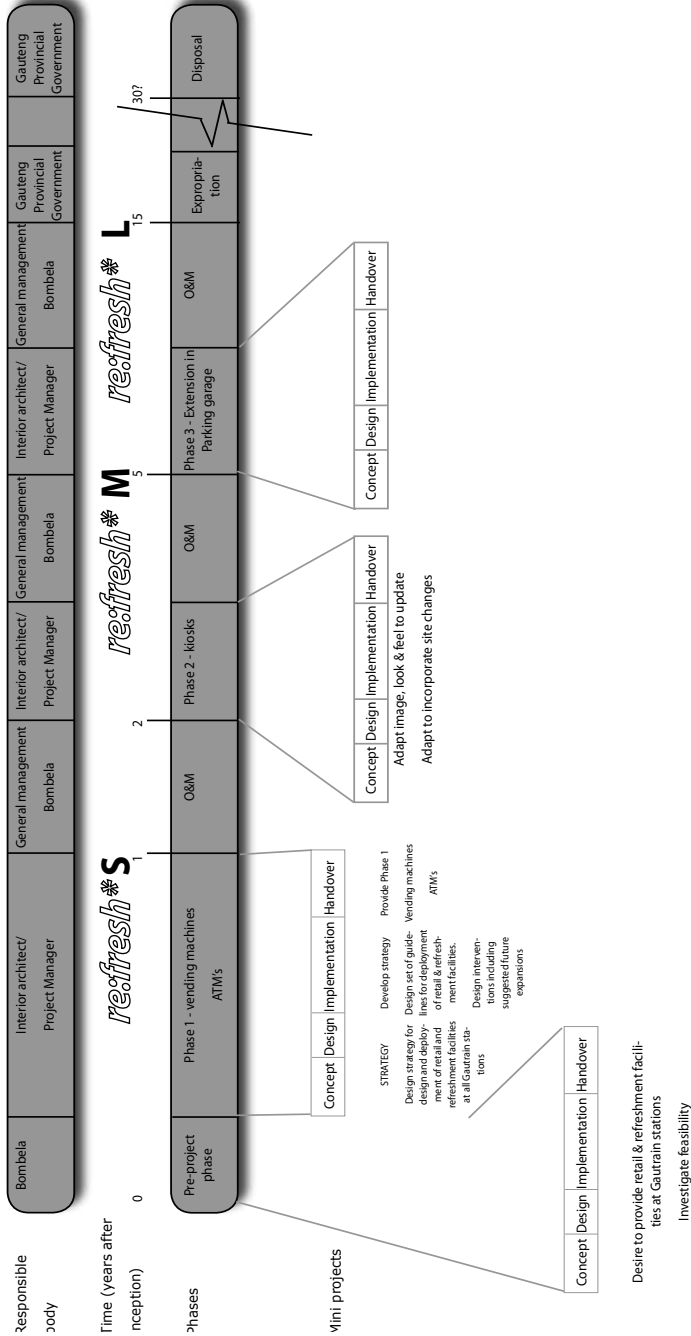 Responsible
body
Bombela
Interior architect/
Project Manager
General management
Bombela
Interior architect/
Project Manager
General management
Bombela
Interior architect/
Project Manager
General management
Bombela
Gauteng
Provincial
Government
Gauteng
Provincial
Government
Time (years after
nception)
re:fresh* S
re:fresh* M
re:fresh* L
0
1
2
5
15
30?
Phases
Pre-project
phase
Phase 1 - vending machines
ATM's
O&M
Phase 2 - kiosks
O&M
Phase 3 - Extension in
Parking garage
O&M
Expropria-
tion
Disposal
Mini projects
Concept Design Implementation Handover
STRATEGY
Design strategy for
design and deploy-
ment of retail and
refreshment facilities
at all Gautrain sta-
tions
Develop strategy
Design set of guide-
lines for deployment
of retail & refresh-
ment facilities.
Design interven-
tions including
suggested future
expansions
Provide Phase 1
Vending machines
ATM's
Concept Design Implementation Handover
Adapt image, look & feel to update
Adapt to incorporate site changes
Concept Design Implementation Handover
Concept Design Implementation Handover
Desire to provide retail & refreshment facili-
ties at Gautrain stations
Investigate feasibility